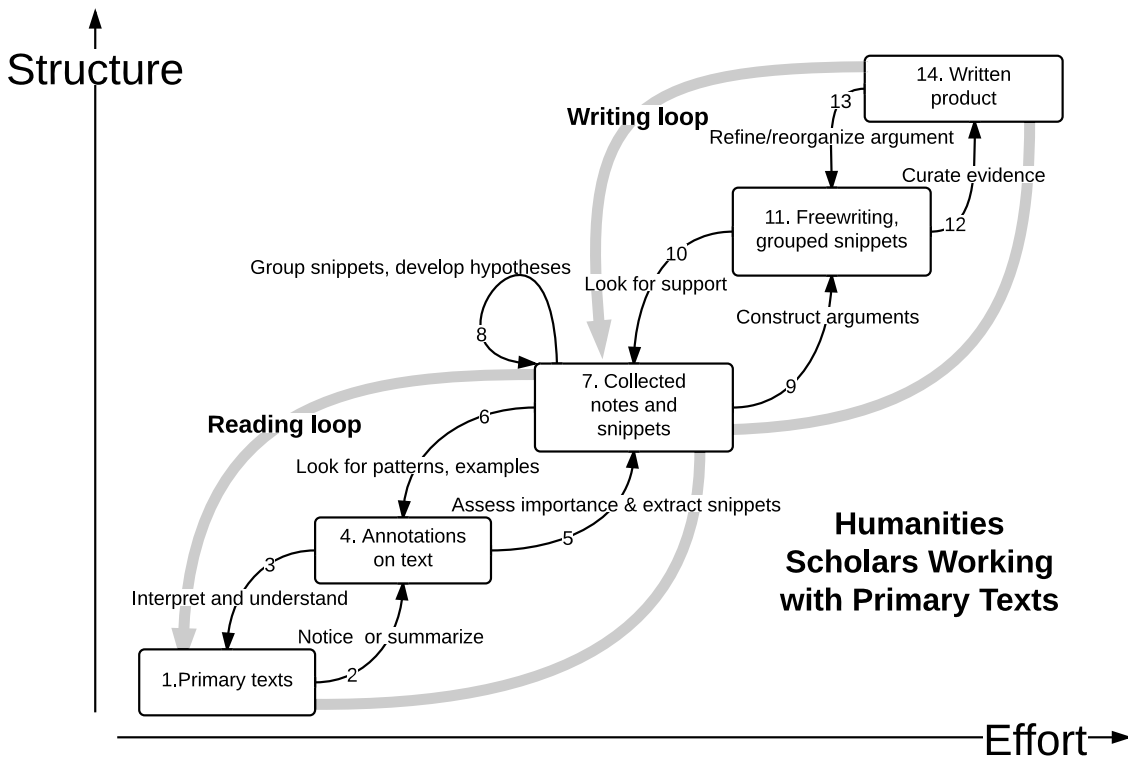 Structure
14. Written
product
13
Writing loop
Refine/reorganize argument
Curate evidence
11. Freewriting,
grouped snippets
12
10
Group snippets, develop hypotheses
Look for support
Construct arguments
8
7. Collected
notes and
snippets
9
6
Reading loop
Look for patterns, examples
Assess importance & extract snippets
4. Annotations
on text
5
3
Interpret and understand
Notice or summarize
1.Primary texts
2
Humanities
Scholars Working
with Primary Texts
Effort